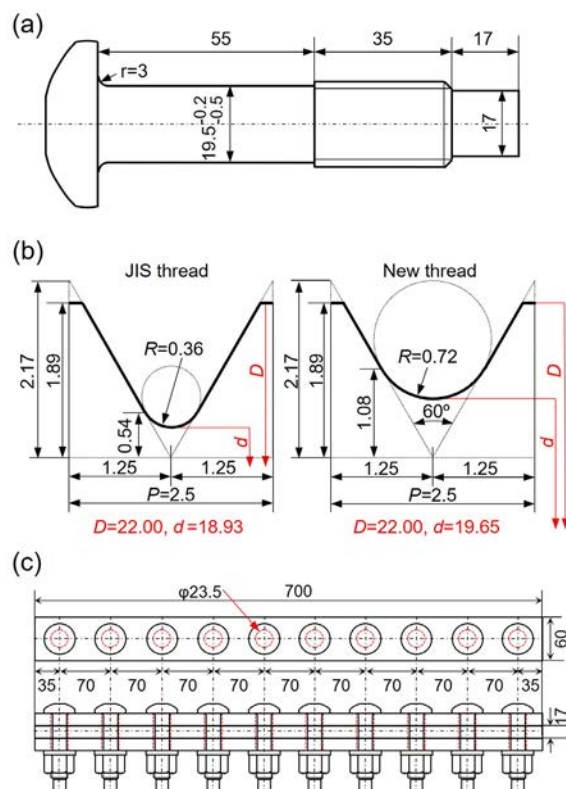 (a)
55
35
17
r=3
19.5-0.2 -0.5
17
(b)
JIS thread
New thread
2.17
1.89
0.54
R=0.36
D
d
1.25
1.25
P=2.5
D=22.00, d=18.93
2.17
1.89
1.08
R=0.72
60º
D
d
1.25
1.25
P=2.5
D=22.00, d=19.65
(c)
φ23.5
700
60
35 70 70 70 70 70 70 70 70 70 35
17